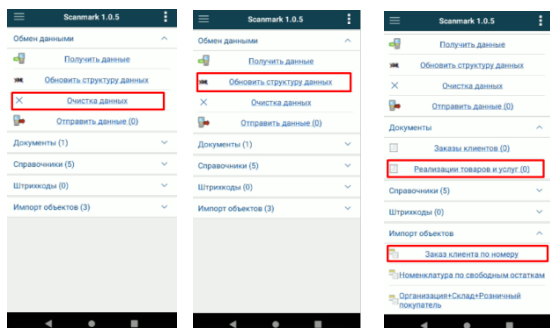 Scanmark 1.0.5
Обмен данными
Получить данные
Обновить структуру данных
Очистка данных
Отправить данные (0)
Документы (1)
Справочники (5)
Штрихкоды (0)
Импорт объектов (3)
Scanmark 1.0.5
Обмен данными
Получить данные
Обновить структуру данных
Очистка данных
Отправить данные (0)
Документы (1)
Справочники (5)
Штрихкоды (0)
Импорт объектов (3)
Scanmark 1.0.5
Получить данные
Обновить структуру данных
Очистка данных
Отправить данные (0)
Документы
Заказы клиентов (0)
Реализации товаров и услуг (0)
Справочники (5)
Штрихкоды (0)
Импорт объектов
Заказ клиента по номеру
Номенклатура по свободным остаткам
Организация+Склад+Розничный
покупатель